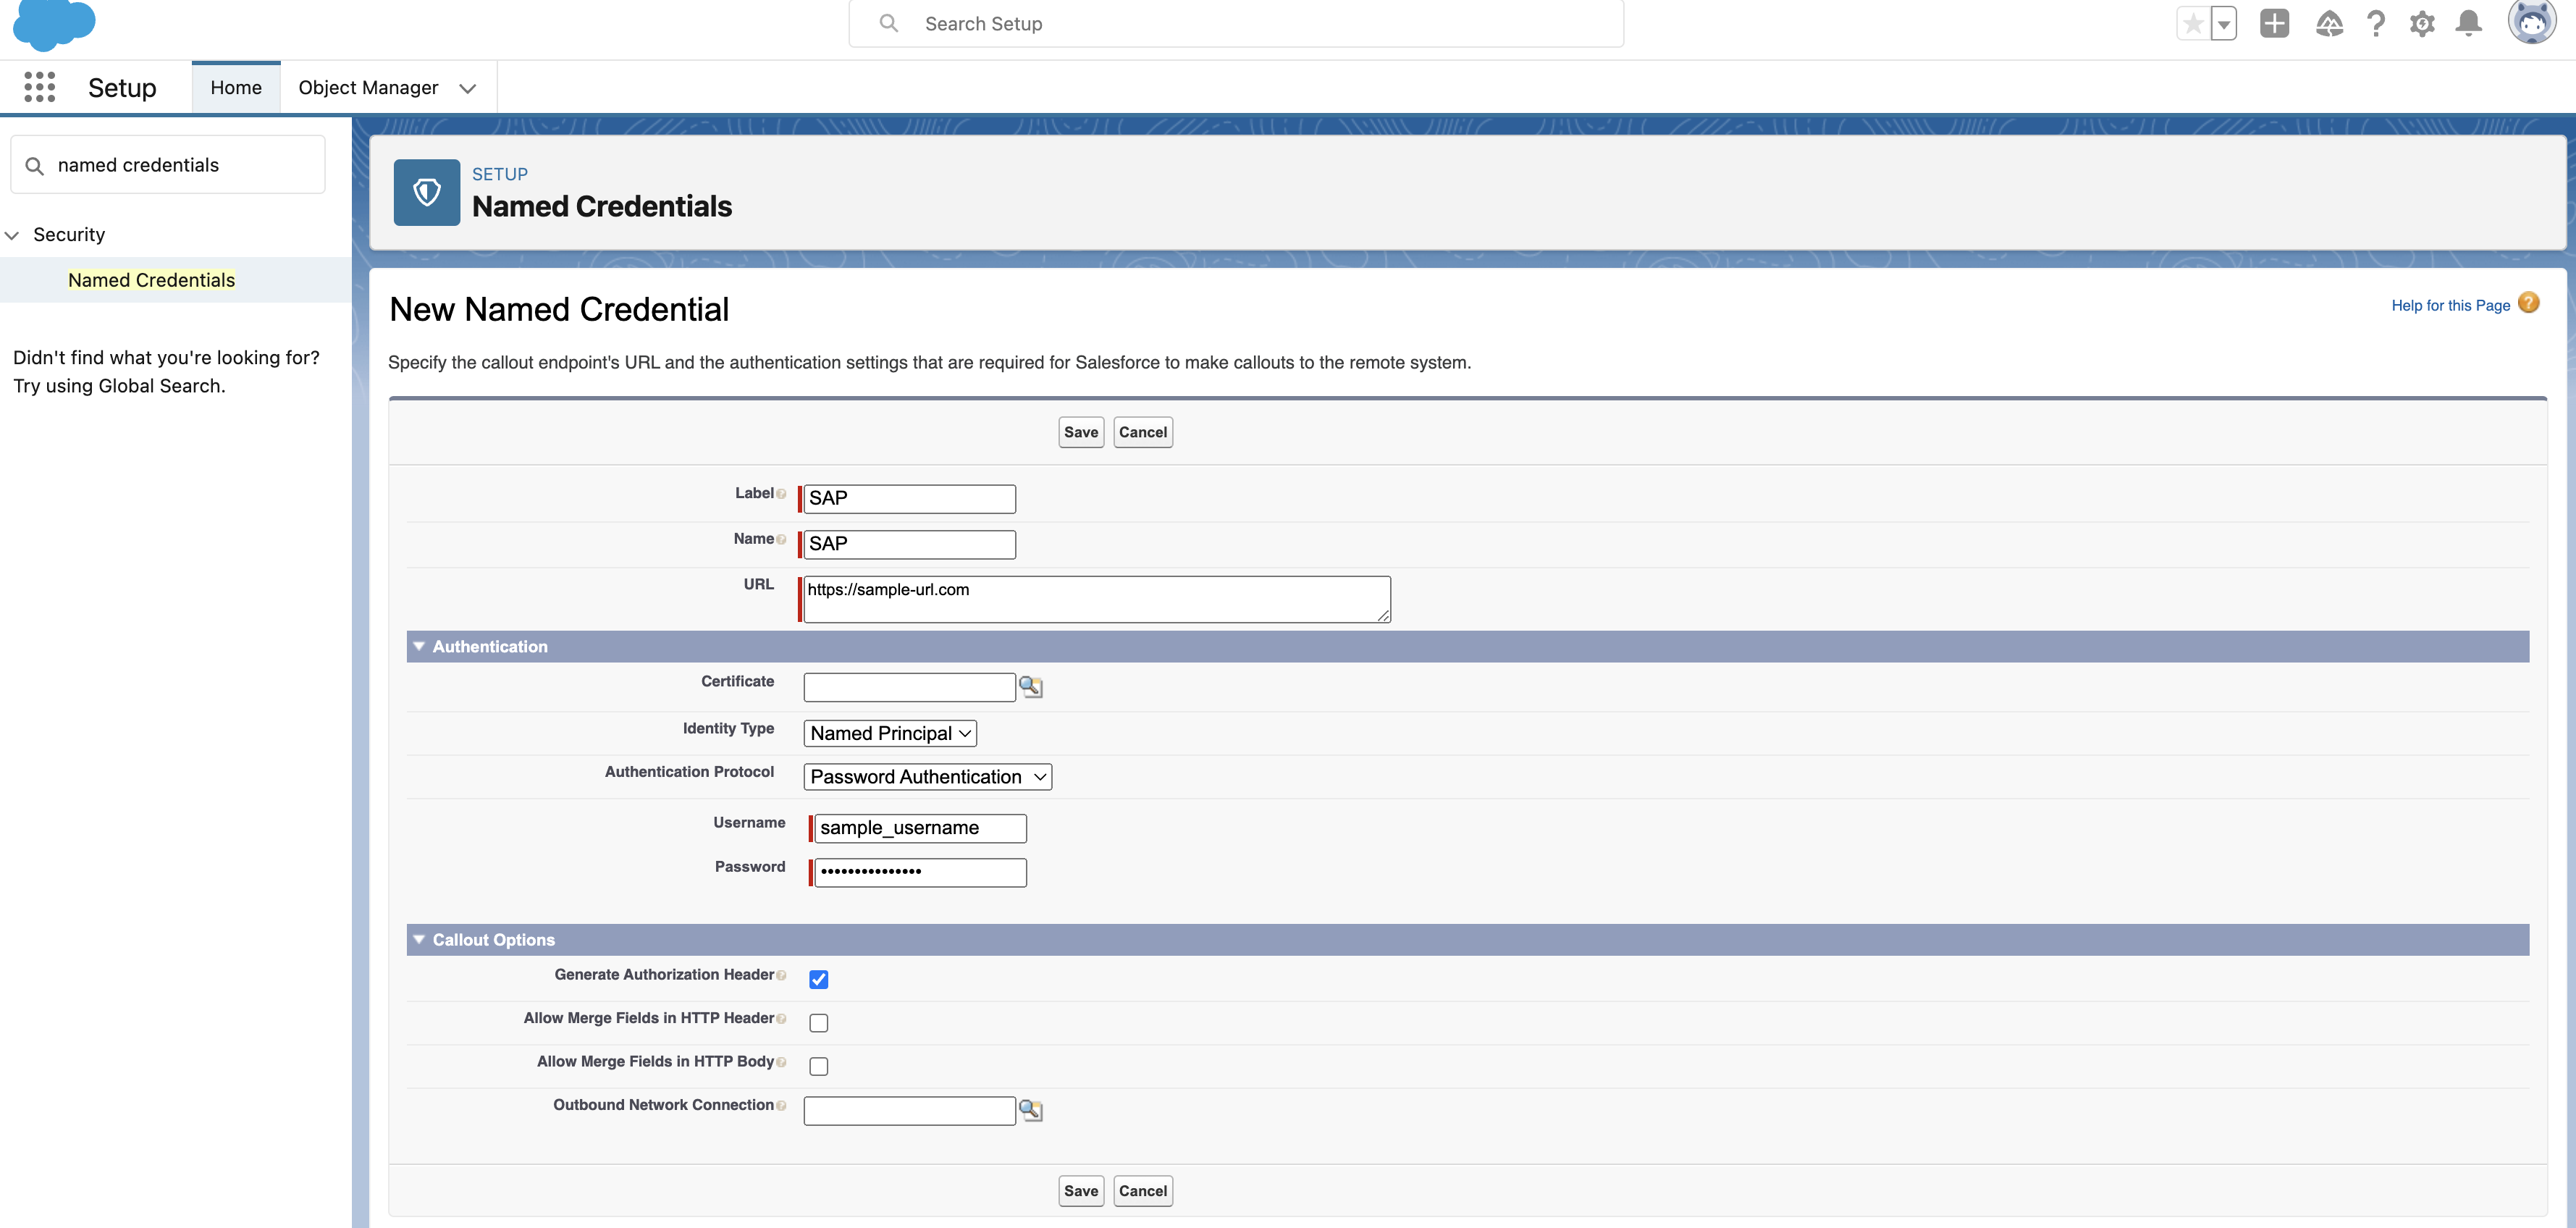 Search Setup
Setup
Home
Object Manager
named credentials
Security
Named Credentials
Didn't find what you're looking for?
Try using Global Search.
SETUP
Named Credentials
New Named Credential
Help for this Page
Specify the callout endpoint's URL and the authentication settings that are required for Salesforce to make callouts to the remote system.
Save Cancel
Label SAP
Name SAP
URL https://sample-url.com
Authentication
Certificate
Identity Type Named Principal
Authentication Protocol Password Authentication
Username sample_username
Password •••••••••••••••
Callout Options
Generate Authorization Header
Allow Merge Fields in HTTP Header
Allow Merge Fields in HTTP Body
Outbound Network Connection
Save Cancel